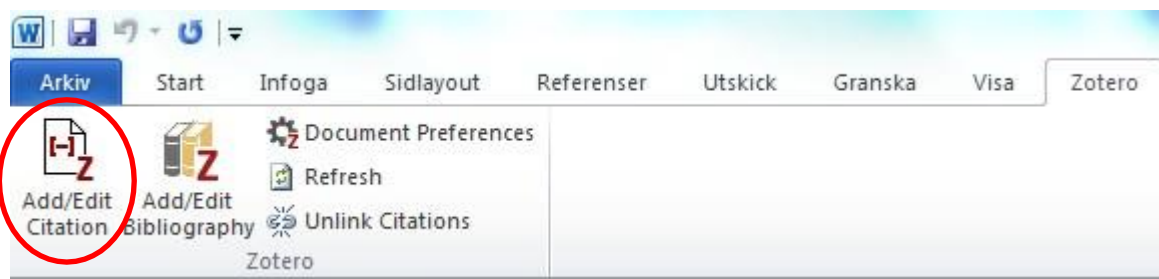 W
Arkiv Start Infoga Sidlayout Referenser Utskick Granska Visa Zotero
[-] Z Add/Edit Citation
Z Add/Edit Bibliography
Z Document Preferences
Refresh
Unlink Citations
Zotero